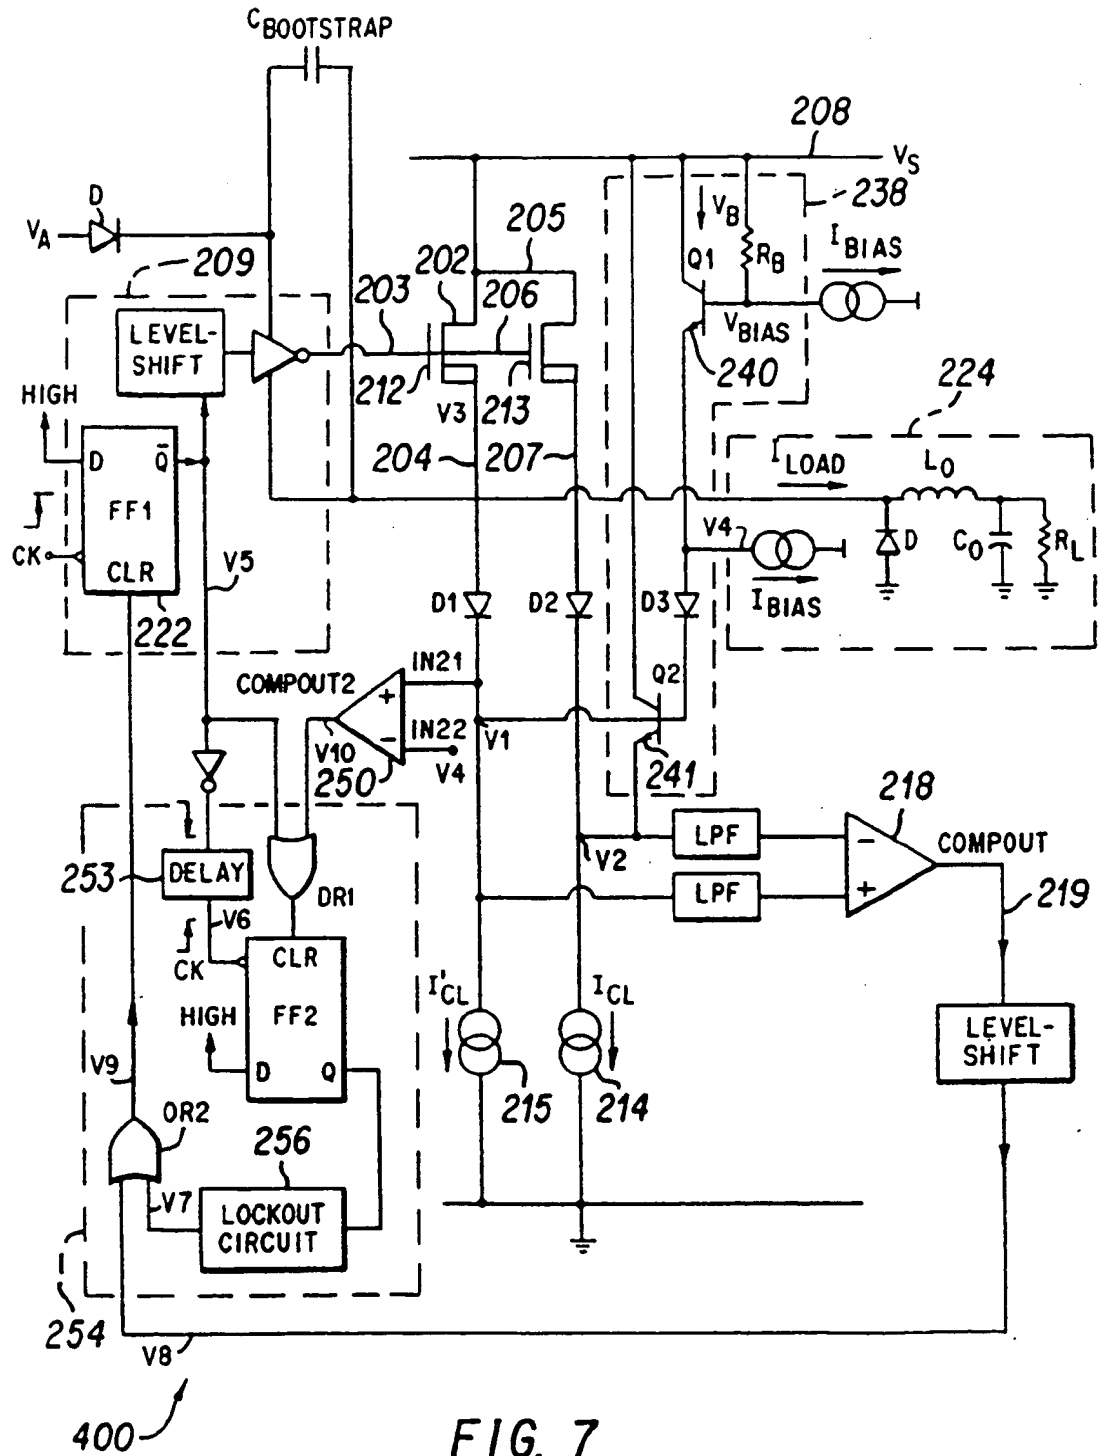 CBOOTSTRAP
208
VS
D
VA
209
202
205
203
206
VB
238
Q1
RB
IBIAS
LEVEL-
SHIFT
VBIAS
212
V3
213
240
HIGH
224
D
Q̄
204
207
ILOAD
LO
FF1
CK
CLR
V5
V4
D
CO
RL
222
D1
D2
D3
IBIAS
COMPOUT2
IN21
+
Q2
IN22
-
V10
V1
250
V4
241
218
253
DELAY
LPF
COMPOUT
V2
-
DR1
LPF
+
219
V6
CK
CLR
I'CL
ICL
HIGH
FF2
LEVEL-
SHIFT
D
Q
V9
215
214
OR2
256
V7
LOCKOUT
CIRCUIT
254
V8
400
FIG. 7